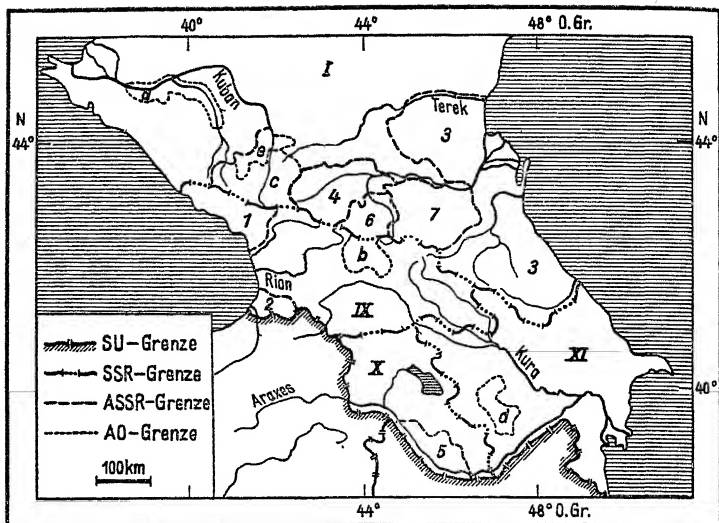 40° 44° 48° O.Gr.
I
Kuban
Terek
N N
44° 44°
a 3
e
c 4
6 7
1
b 3
Rion
2 IX
XI
SU-Grenze X Kura
SSR-Grenze
Araxes
40°
ASSR-Grenze d
AO-Grenze
5
100km
44° 48° O.Gr.